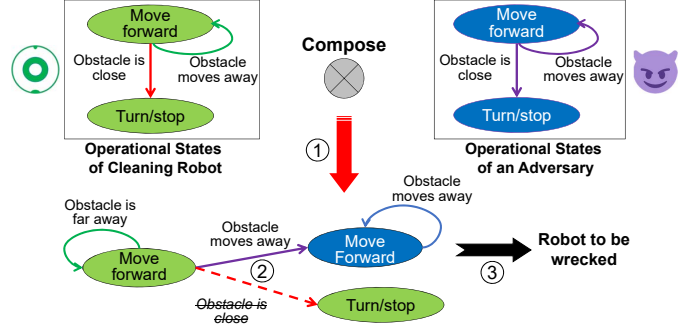 Move
forward
Obstacle is
close
Obstacle
moves away
Turn/stop
Operational States
of Cleaning Robot
Compose
Move
forward
Obstacle is
close
Obstacle
moves away
Turn/stop
Operational States
of an Adversary
1
Obstacle is
far away
Move
forward
Obstacle
moves away
2
Obstacle is
close
Obstacle
moves away
Move
Forward
Turn/stop
3
Robot to be
wrecked